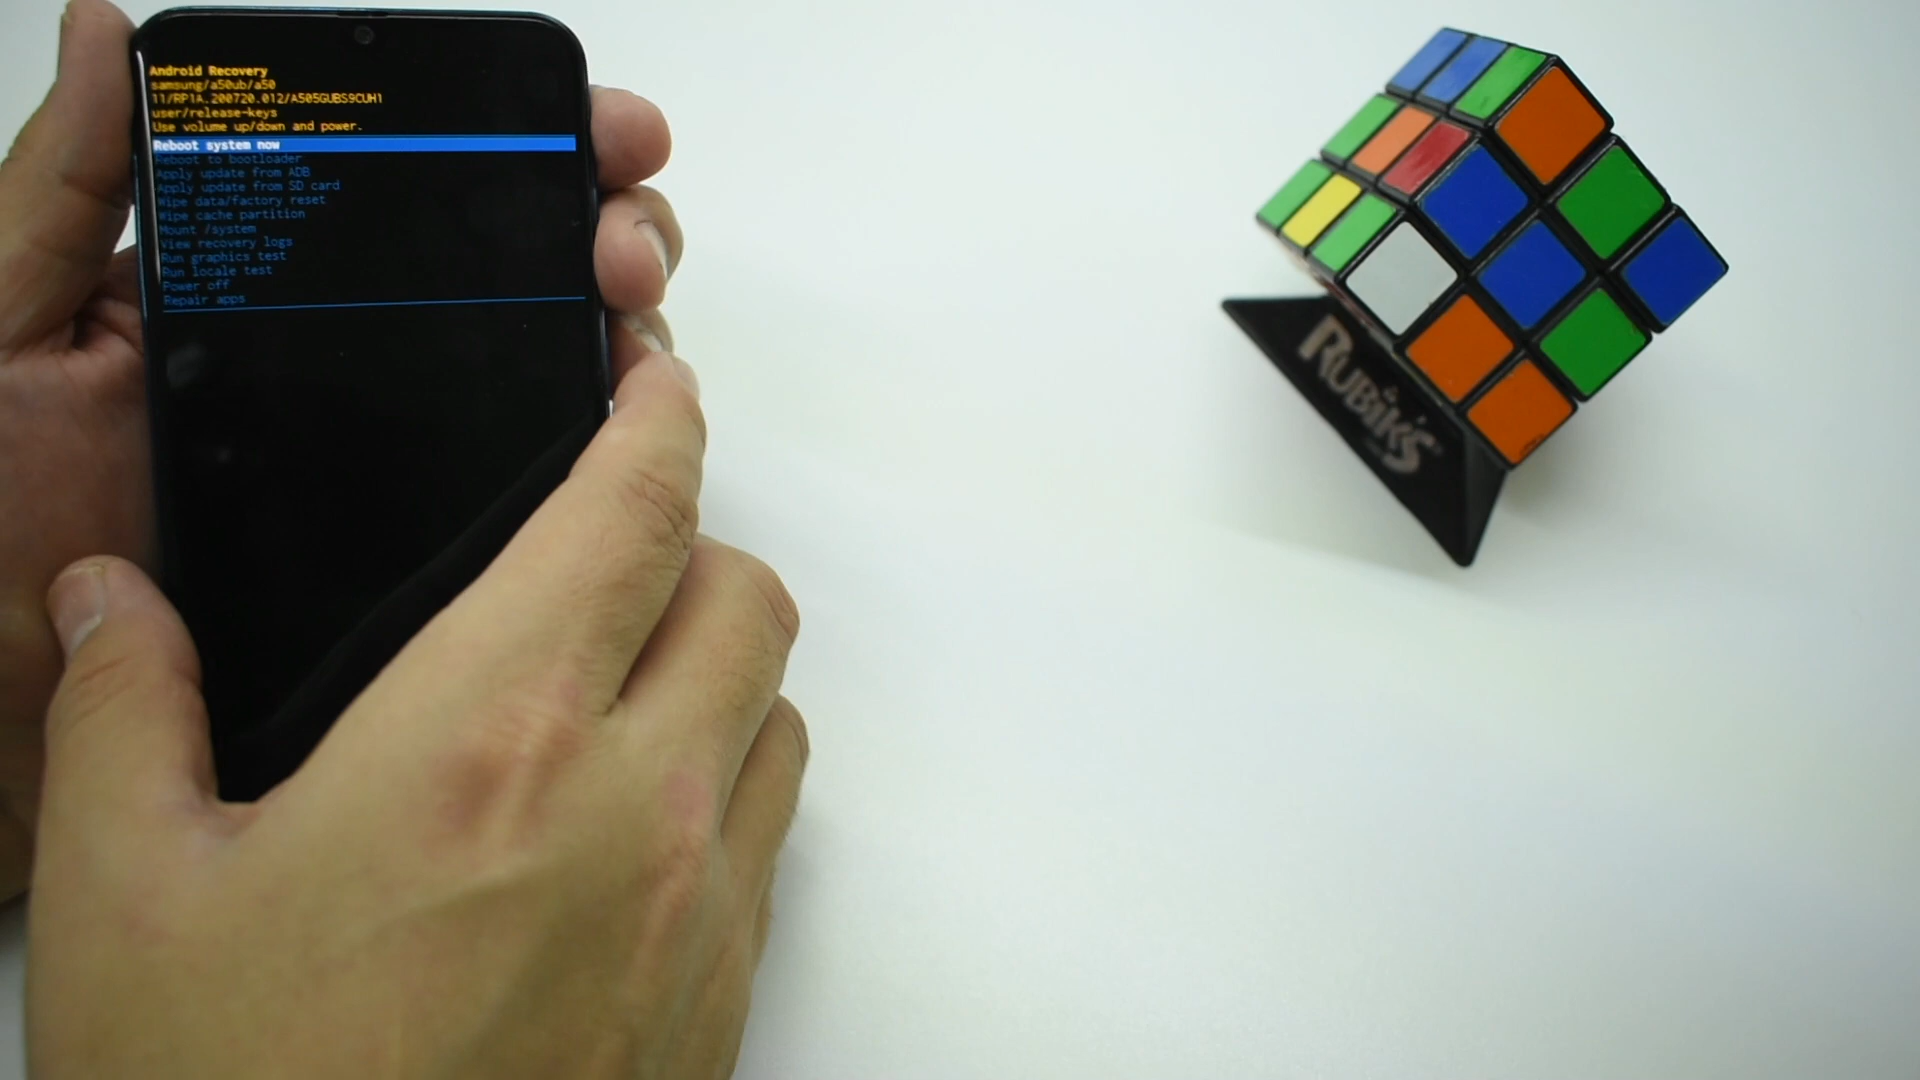 Android Recovery
samsung/a50ub/a50
11/RP1A.200720.012/A505GUBS9CUH1
user/release-keys
Use volume up/down and power.
Reboot system now
Reboot to bootloader
Apply update from ADB
Apply update from SD card
Wipe data/factory reset
Wipe cache partition
Mount /system
View recovery logs
Run graphics test
Run locale test
Power off
Repair apps
RUBIK'S